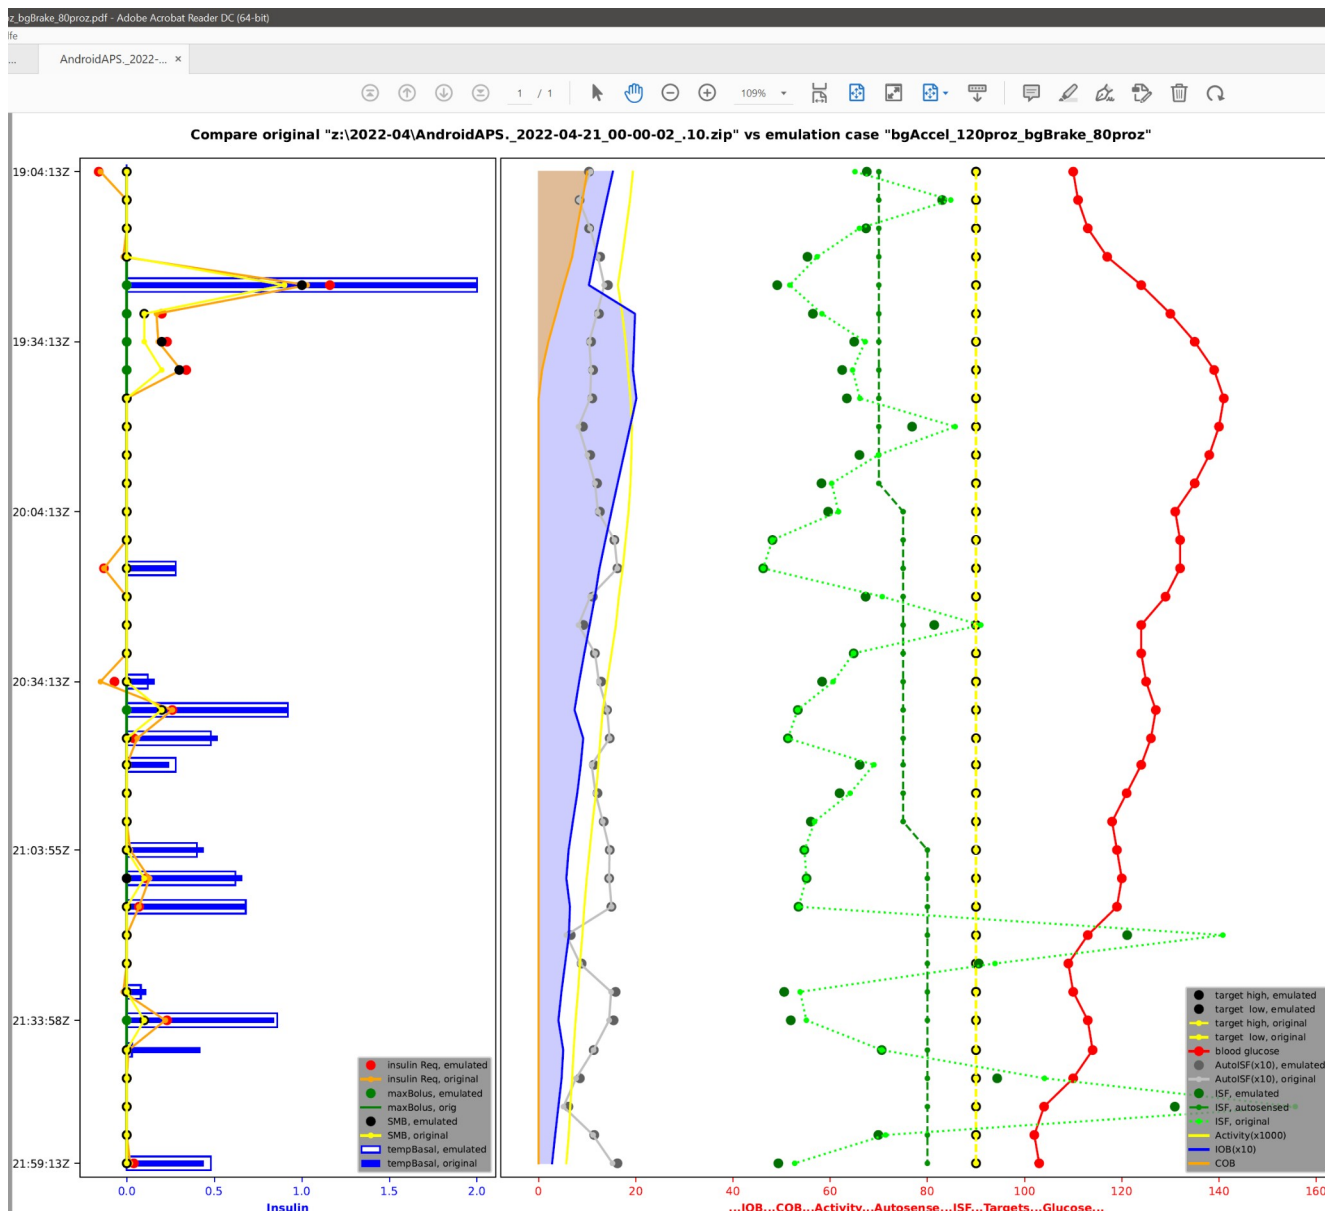 z_bgBrake_80proz.pdf - Adobe Acrobat Reader DC (64-bit)
lfe
... AndroidAPS._2022-... ×
1 / 1 109%
Compare original "z:\2022-04\AndroidAPS._2022-04-21_00-00-02_.10.zip" vs emulation case "bgAccel_120proz_bgBrake_80proz"
19:04:13Z
19:34:13Z
20:04:13Z
20:34:13Z
21:03:55Z
21:33:58Z
21:59:13Z
insulin Req, emulated
insulin Req, original
maxBolus, emulated
maxBolus, orig
SMB, emulated
SMB, original
tempBasal, emulated
tempBasal, original
0.0 0.5 1.0 1.5 2.0
Insulin
target high, emulated
target low, emulated
target high, original
target low, original
blood glucose
AutoISF(x10), emulated
AutoISF(x10), original
ISF, emulated
ISF, autosensed
ISF, original
Activity(x1000)
IOB(x10)
COB
0 20 40 60 80 100 120 140 160
...IOB...COB...Activity...Autosense...ISF...Targets...Glucose...